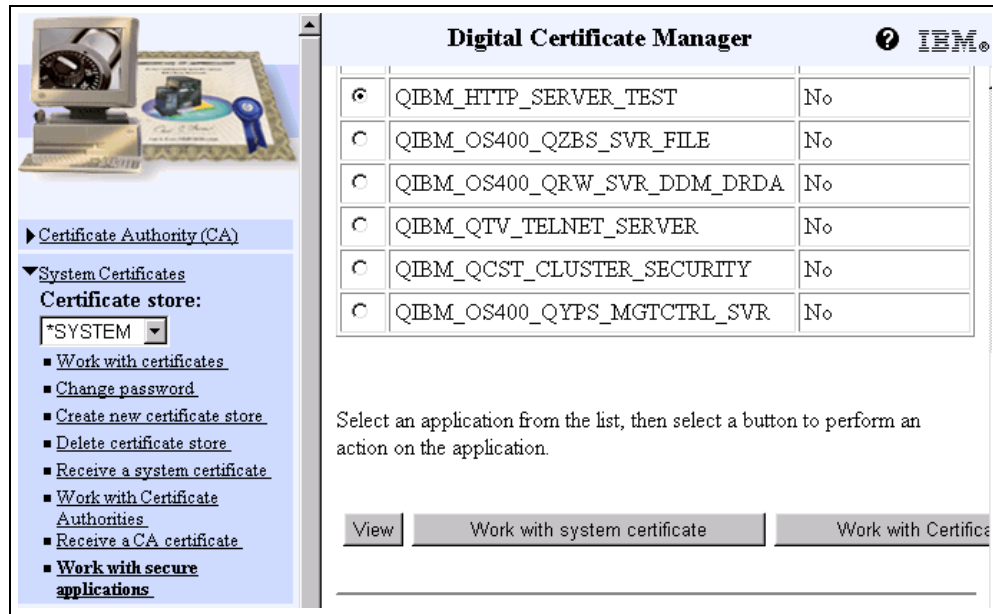 Digital Certificate Manager
IBM®
QIBM_HTTP_SERVER_TEST No
QIBM_OS400_QZBS_SVR_FILE No
QIBM_OS400_QRW_SVR_DDM_DRDA No
QIBM_QTV_TELNET_SERVER No
QIBM_QCST_CLUSTER_SECURITY No
QIBM_OS400_QYPS_MGTCTRL_SVR No
Select an application from the list, then select a button to perform an
action on the application.
View
Work with system certificate
Work with Certifica
Certificate Authority (CA)
System Certificates
Certificate store:
*SYSTEM
Work with certificates
Change password
Create new certificate store
Delete certificate store
Receive a system certificate
Work with Certificate
Authorities
Receive a CA certificate
Work with secure
applications